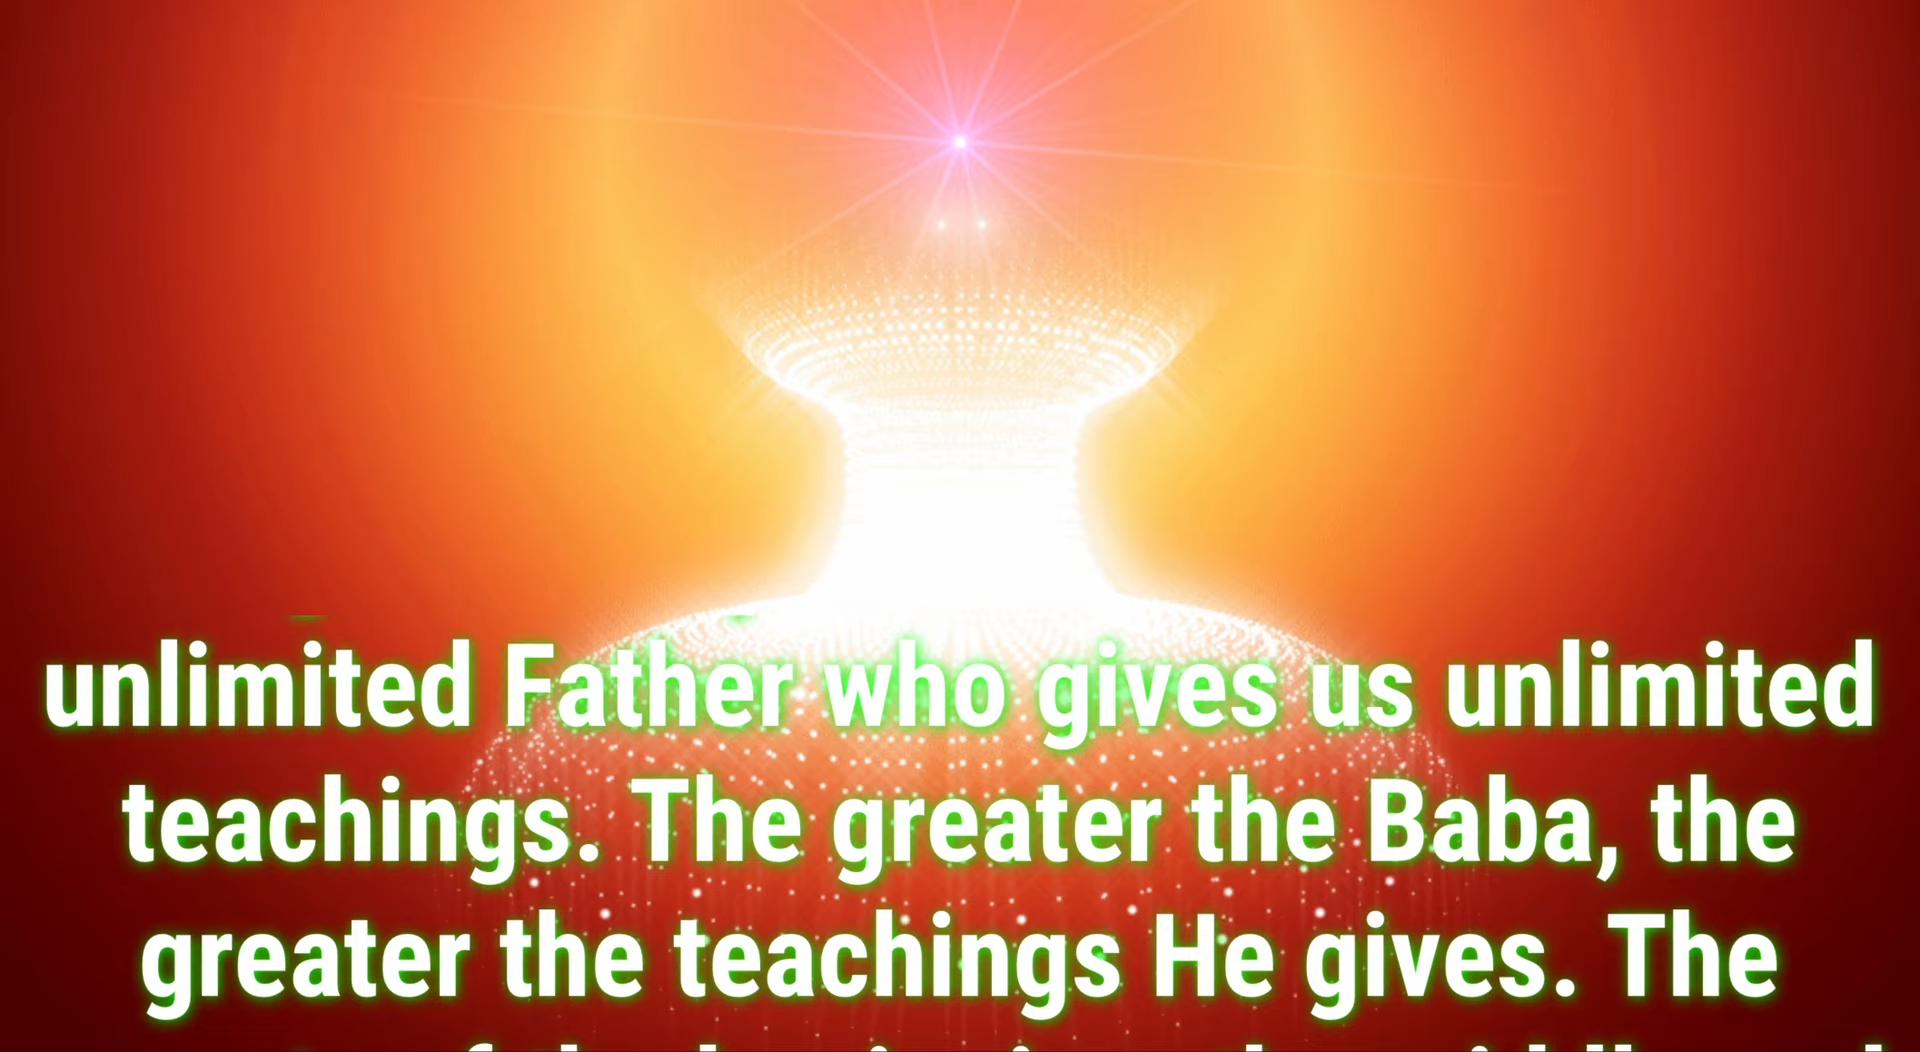 unlimited Father who gives us unlimited
teachings. The greater the Baba, the
greater the teachings He gives. The